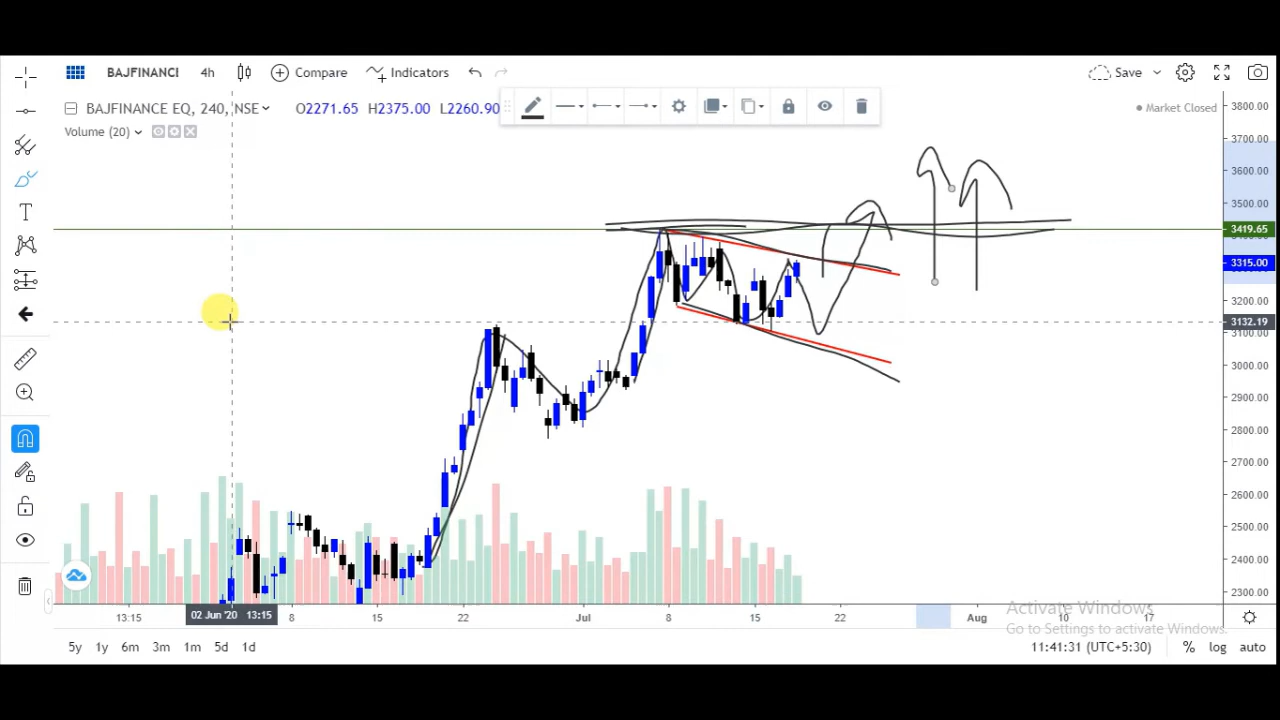 BAJFINANCI 4h Compare Indicators Save
BAJFINANCE EQ, 240, NSE O2271.65 H2375.00 L2260.90
Market Closed
Volume (20)
3800.00
3700.00
3600.00
3500.00
3419.65
3315.00
3200.00
3132.19
3100.00
3000.00
2900.00
2800.00
2700.00
2600.00
2500.00
2400.00
2300.00
13:15 02 Jun '20 13:15 8 15 22 Jul 8 15 22 Aug 10 17
Activate Windows
Go to Settings to activate Windows.
5y 1y 6m 3m 1m 5d 1d 11:41:31 (UTC+5:30) % log auto